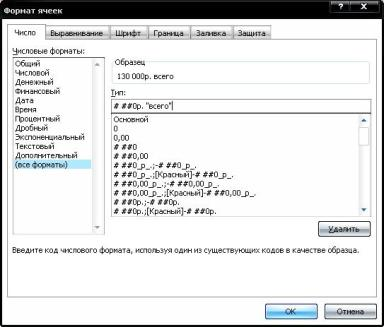 Формат ячеек
Число Выравнивание Шрифт Граница Заливка Защита
Числовые форматы:
Общий
Числовой
Денежный
Финансовый
Дата
Время
Процентный
Дробный
Экспоненциальный
Текстовый
Дополнительный
(все форматы)
Образец
130 000р. всего
Тип:
# ##0р. "всего"
Основной
0
0,00
# ##0
# ##0,00
# ##0_р_.;-# ##0_р_.
# ##0_р_.;[Красный]-# ##0_р_.
# ##0,00_р_.;-# ##0,00_р_.
# ##0,00_р_.;[Красный]-# ##0,00_р_.
# ##0р.;-# ##0р.
# ##0р.;[Красный]-# ##0р.
Удалить
Введите код числового формата, используя один из существующих кодов в качестве образца.
ОК Отмена